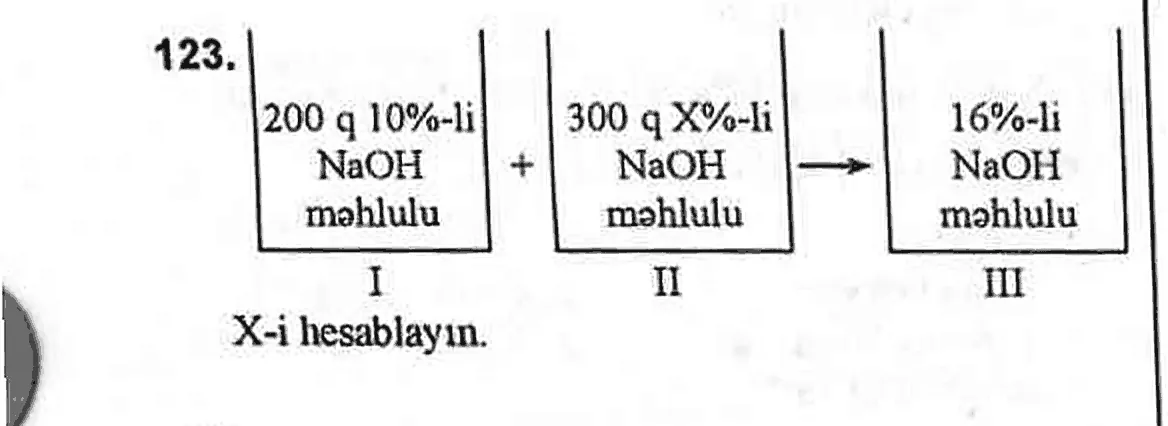 123.
200 q 10%-li
NaOH
məhlulu
+
300 q X%-li
NaOH
məhlulu
16%-li
NaOH
məhlulu
I
II
III
X-i hesablayın.